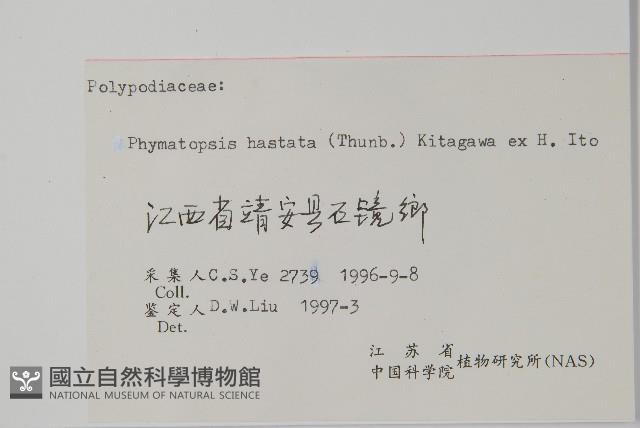 Polypodiaceae:
Phymatopsis hastata (Thunb.) Kitagawa ex H. Ito
江西省靖安县石镜鄉
采集人 C.S.Ye 2739 1996-9-8
Coll.
鉴定人 D.W.Liu 1997-3
Det.
江苏省
中国科学院 植物研究所(NAS)
國立自然科學博物館
NATIONAL MUSEUM OF NATURAL SCIENCE